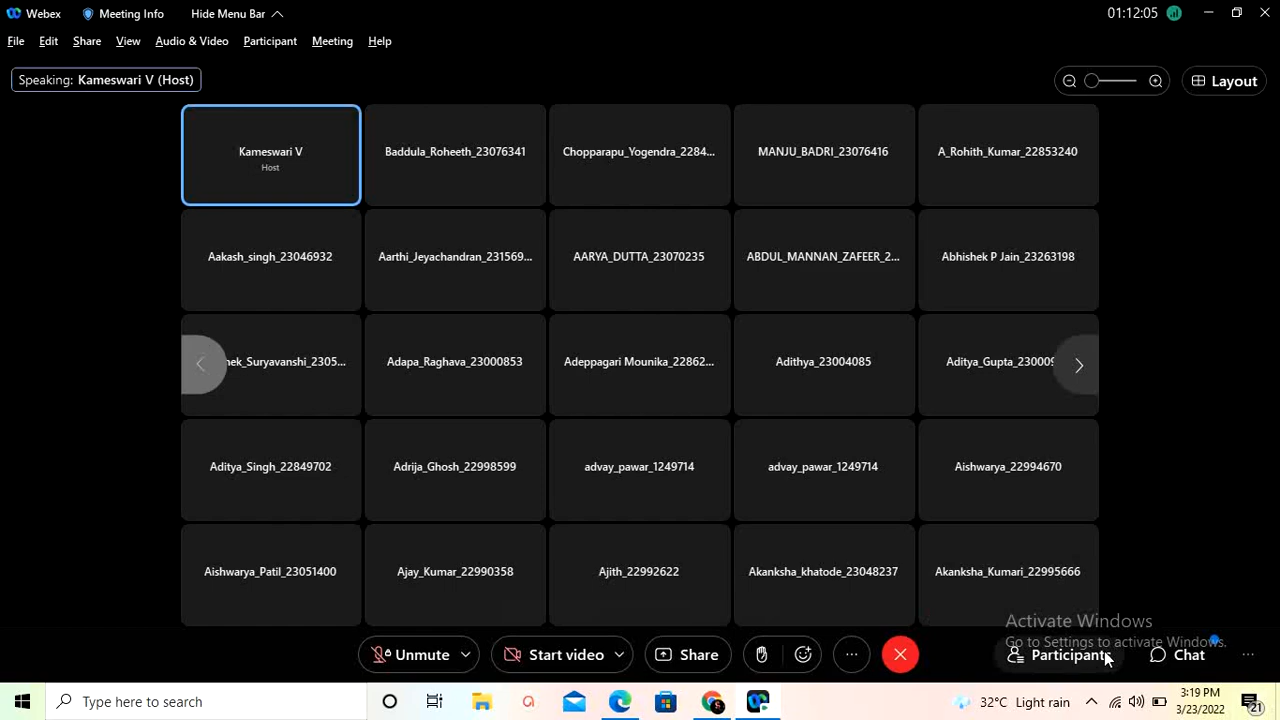 Webex Meeting Info Hide Menu Bar 01:12:05
File Edit Share View Audio & Video Participant Meeting Help
Speaking: Kameswari V (Host) Layout
Kameswari V Baddula_Roheeth_23076341 Chopparapu_Yogendra_2284... MANJU_BADRI_23076416 A_Rohith_Kumar_22853240
Host
Aakash_singh_23046932 Aarthi_Jeyachandran_231569... AARYA_DUTTA_23070235 ABDUL_MANNAN_ZAFEER_2... Abhishek P Jain_23263198
nek_Suryavanshi_2305... Adapa_Raghava_23000853 Adeppagari Mounika_22862... Adithya_23004085 Aditya_Gupta_230009
Aditya_Singh_22849702 Adrija_Ghosh_22998599 advay_pawar_1249714 advay_pawar_1249714 Aishwarya_22994670
Aishwarya_Patil_23051400 Ajay_Kumar_22990358 Ajith_22992622 Akanksha_khatode_23048237 Akanksha_Kumari_22995666
Activate Windows
Go to Settings to activate Windows.
Unmute Start video Share Participants Chat
Type here to search 32°C Light rain 3:19 PM
3/23/2022 21